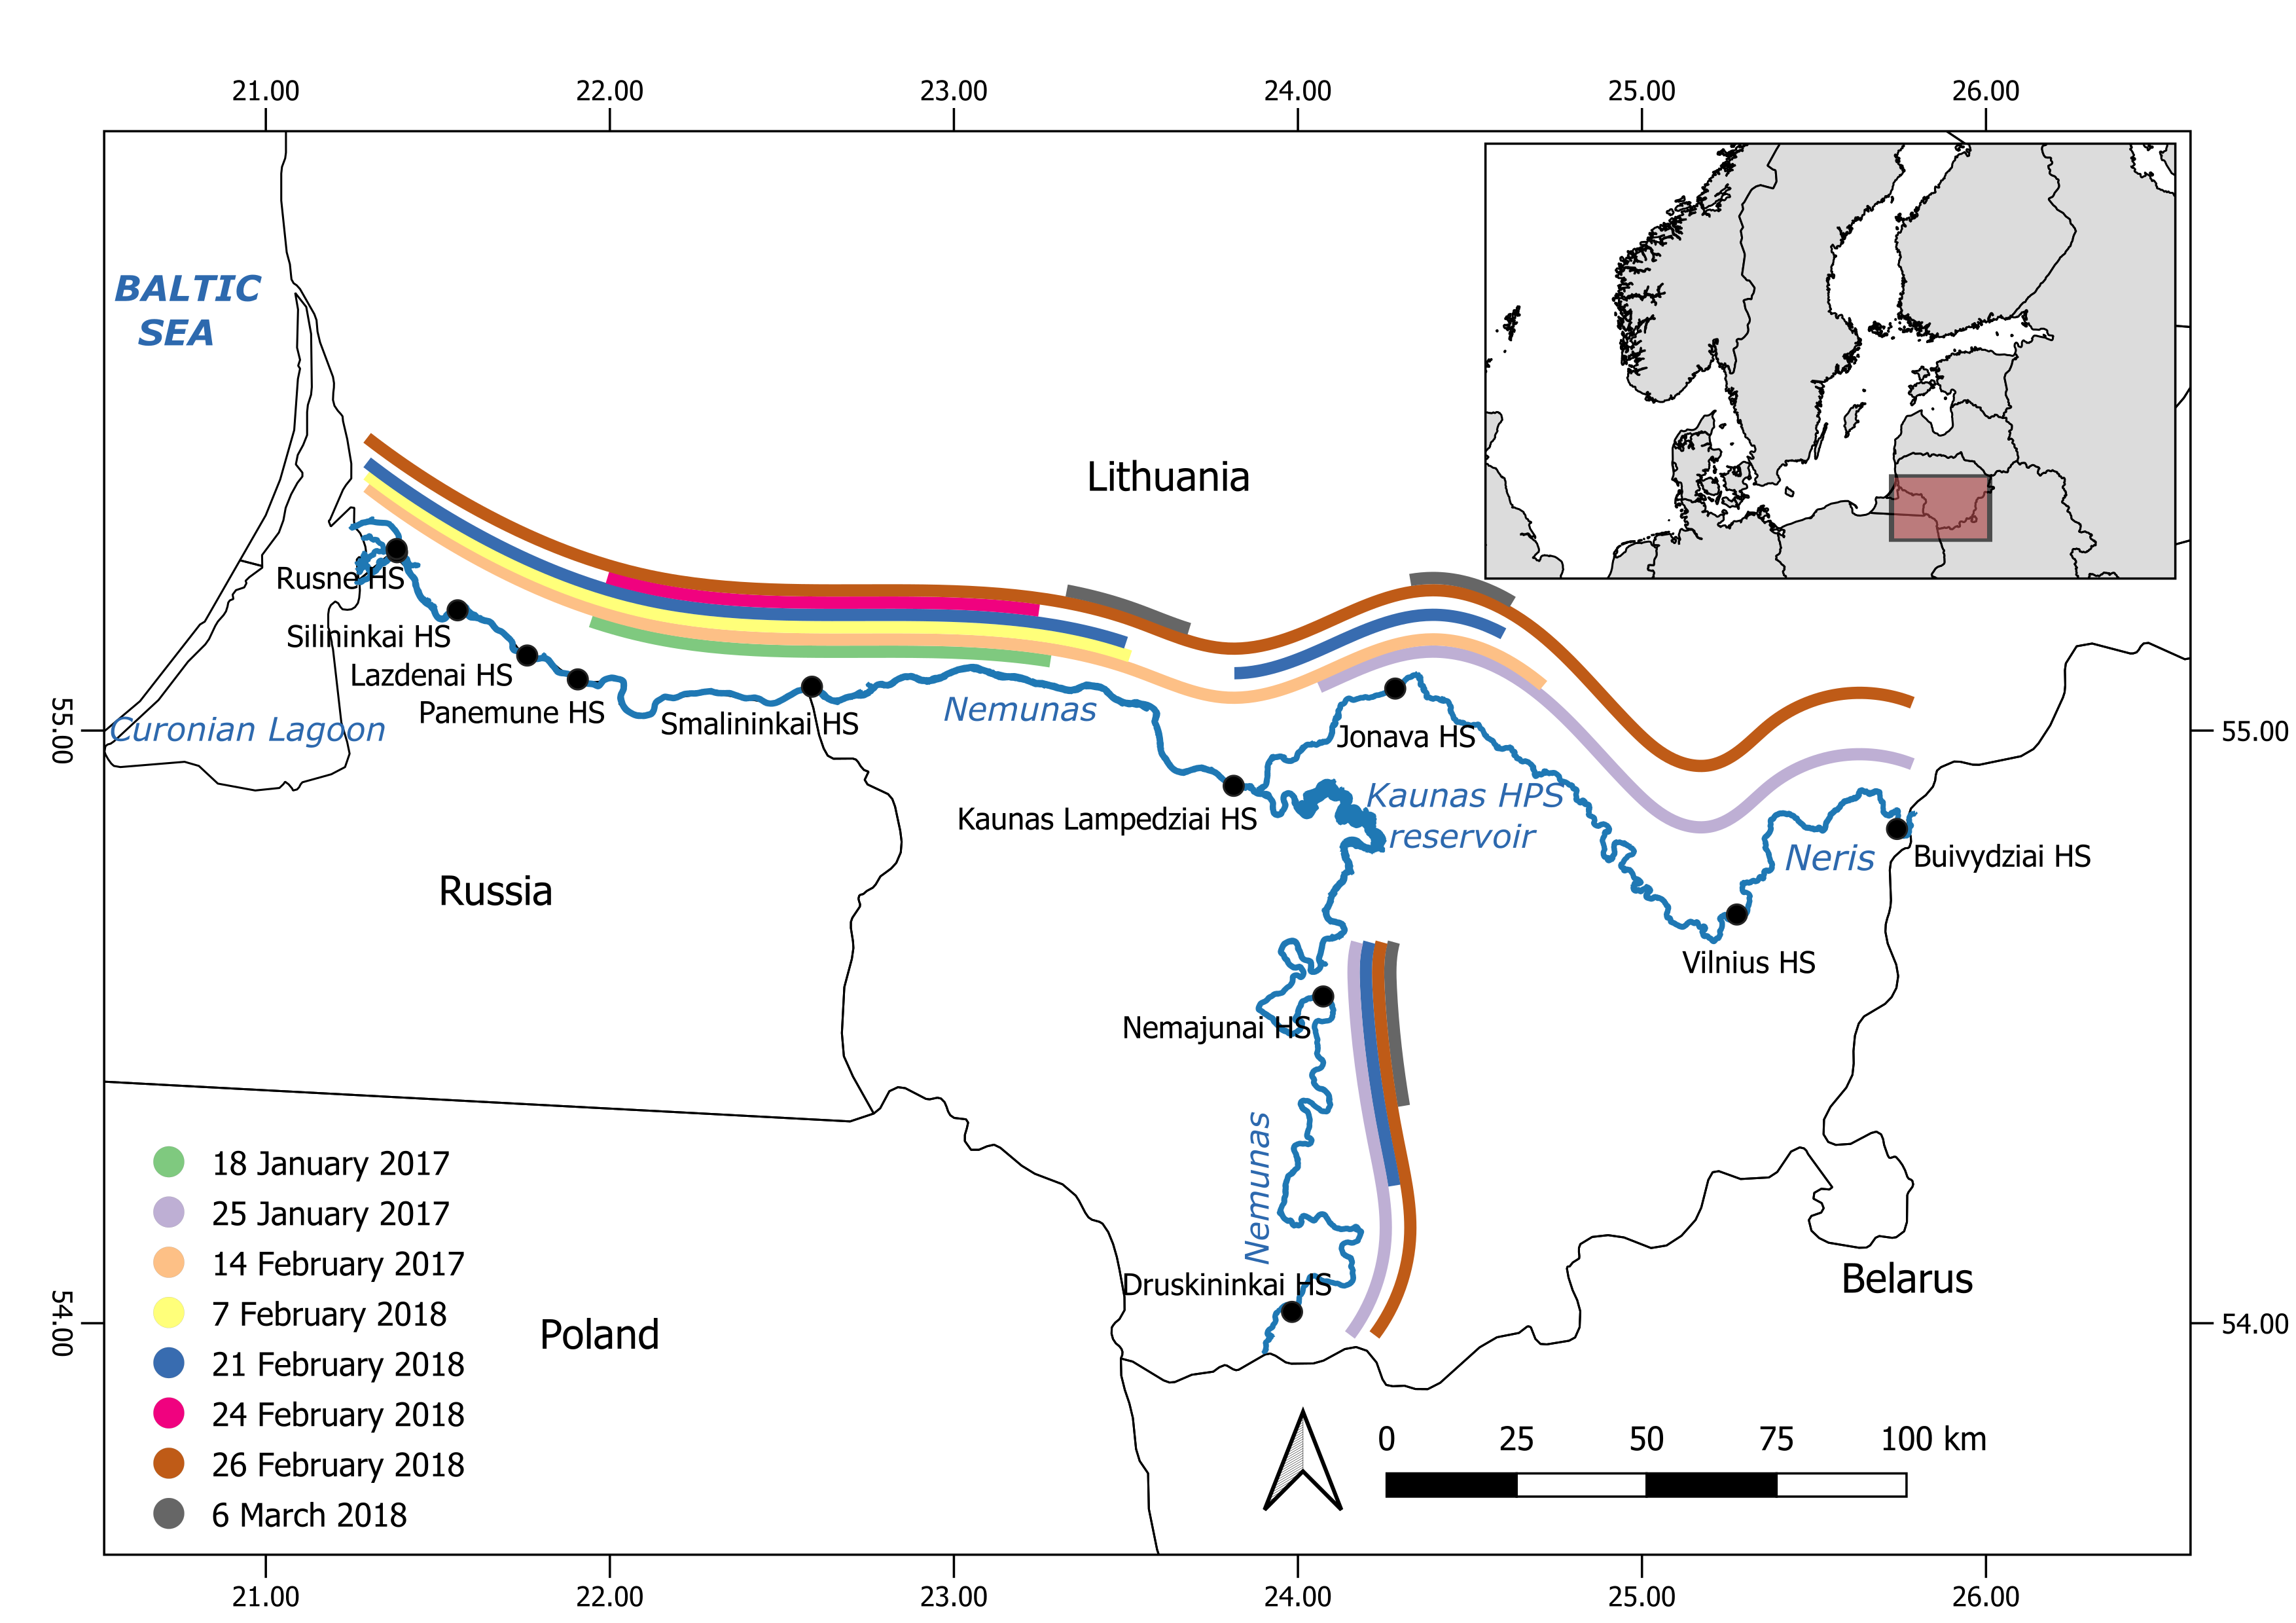 21.00 22.00 23.00 24.00 25.00 26.00
BALTIC
SEA
Lithuania
Rusne HS
Silininkai HS
Lazdenai HS
Panemune HS
Smalininkai HS
Nemunas
Jonava HS
55.00
Curonian Lagoon
55.00
Kaunas Lampedziai HS
Kaunas HPS
reservoir
Neris
Buivydziai HS
Russia
Vilnius HS
Nemajunai HS
Nemunas
Druskininkai HS
Belarus
54.00
Poland
54.00
18 January 2017
25 January 2017
14 February 2017
7 February 2018
21 February 2018
24 February 2018
26 February 2018
6 March 2018
0 25 50 75 100 km
21.00 22.00 23.00 24.00 25.00 26.00